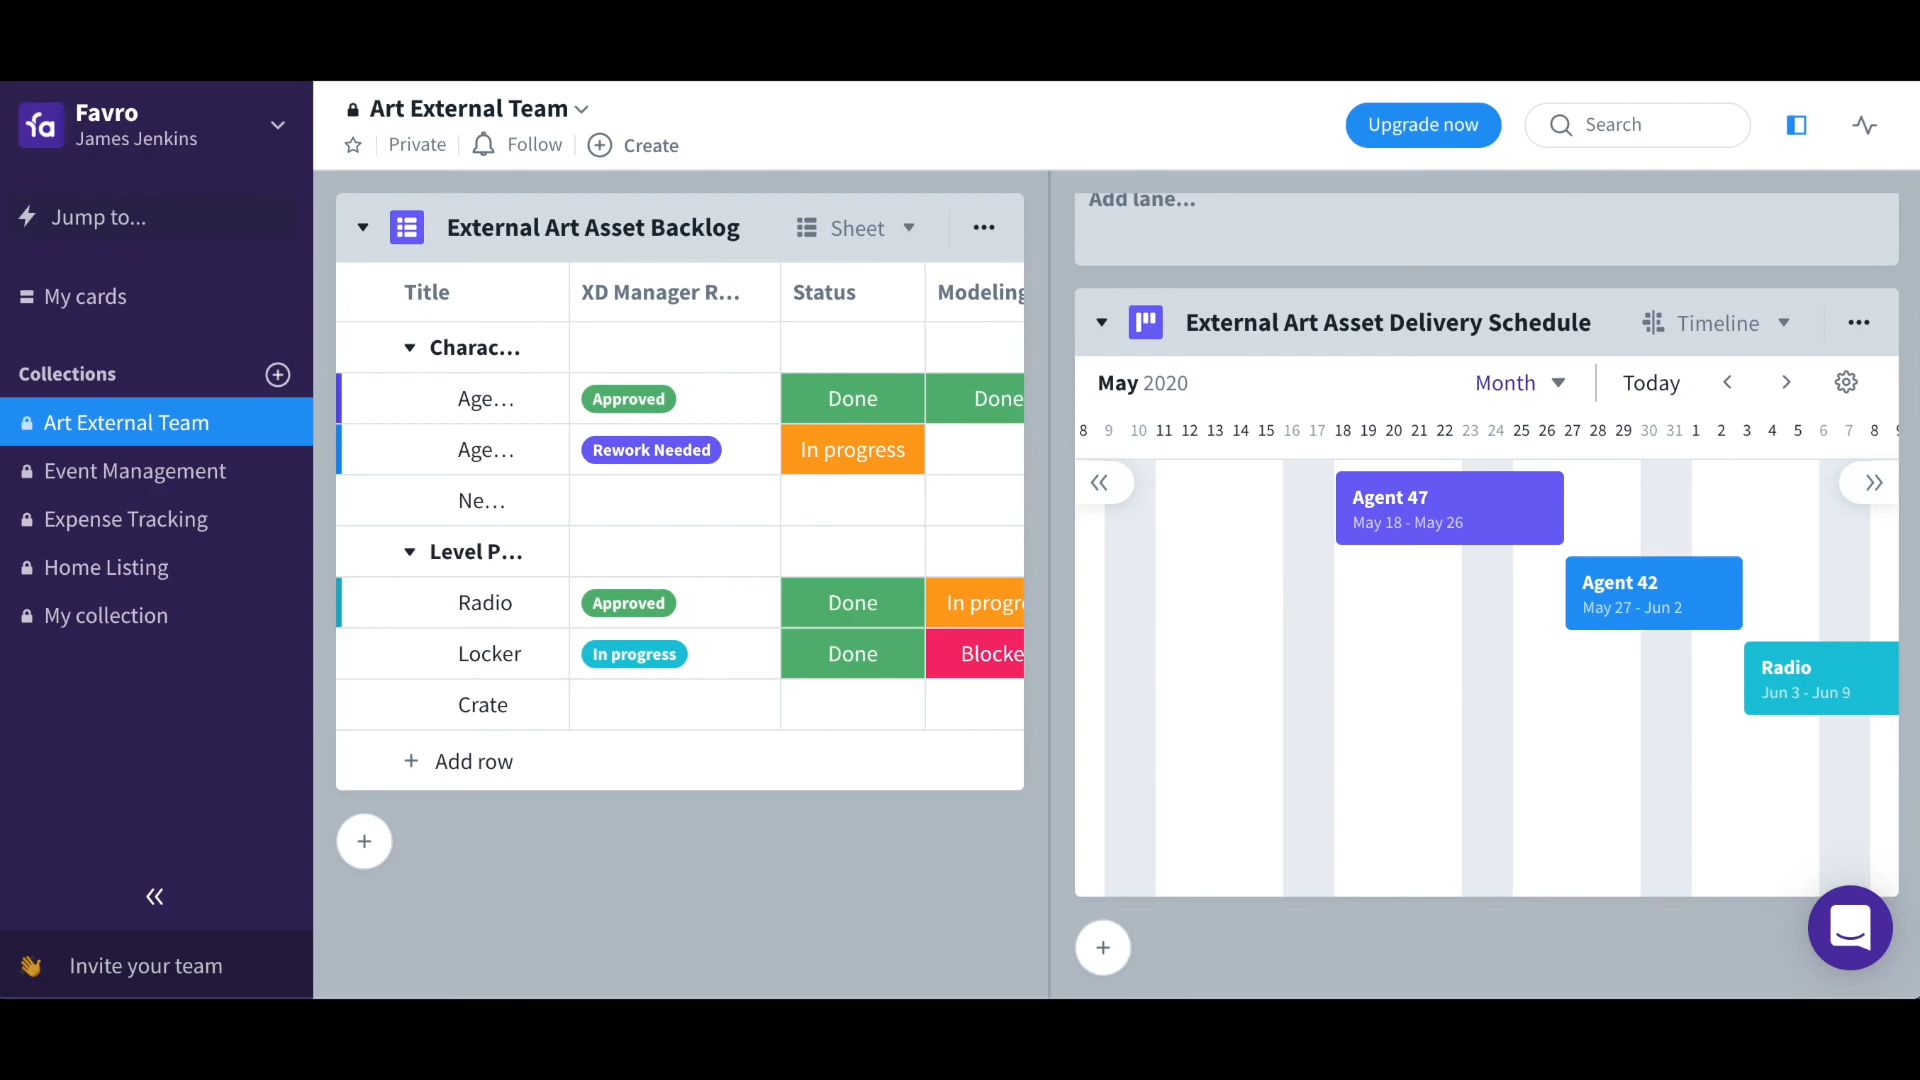 Favro
James Jenkins
Jump to...
My cards
Collections
Art External Team
Event Management
Expense Tracking
Home Listing
My collection
Invite your team
Art External Team
Private
Follow
Create
Upgrade now
Search
External Art Asset Backlog
Sheet
Title XD Manager R... Status Modeling
Charac...
Age... Approved Done Done
Age... Rework Needed In progress
Ne...
Level P...
Radio Approved Done In progr
Locker In progress Done Blocke
Crate
+ Add row
Add lane...
External Art Asset Delivery Schedule
Timeline
May 2020
Month
Today
8 9 10 11 12 13 14 15 16 17 18 19 20 21 22 23 24 25 26 27 28 29 30 31 1 2 3 4 5 6 7 8 9
Agent 47
May 18 - May 26
Agent 42
May 27 - Jun 2
Radio
Jun 3 - Jun 9